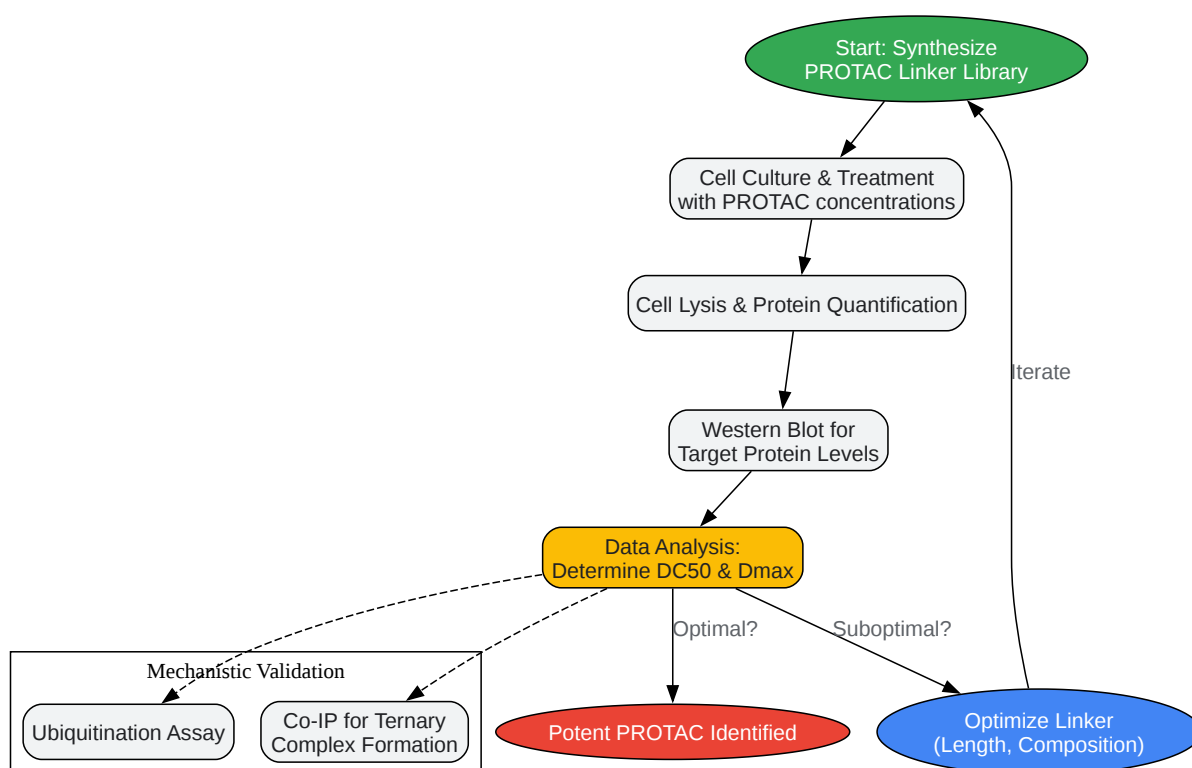 Start: Synthesize
PROTAC Linker Library
Cell Culture & Treatment
with PROTAC concentrations
Cell Lysis & Protein Quantification
Iterate
Western Blot for
Target Protein Levels
Data Analysis:
Determine DC50 & Dmax
Optimal?
Suboptimal?
Mechanistic Validation
Ubiquitination Assay
Co-IP for Ternary
Complex Formation
Potent PROTAC Identified
Optimize Linker
(Length, Composition)